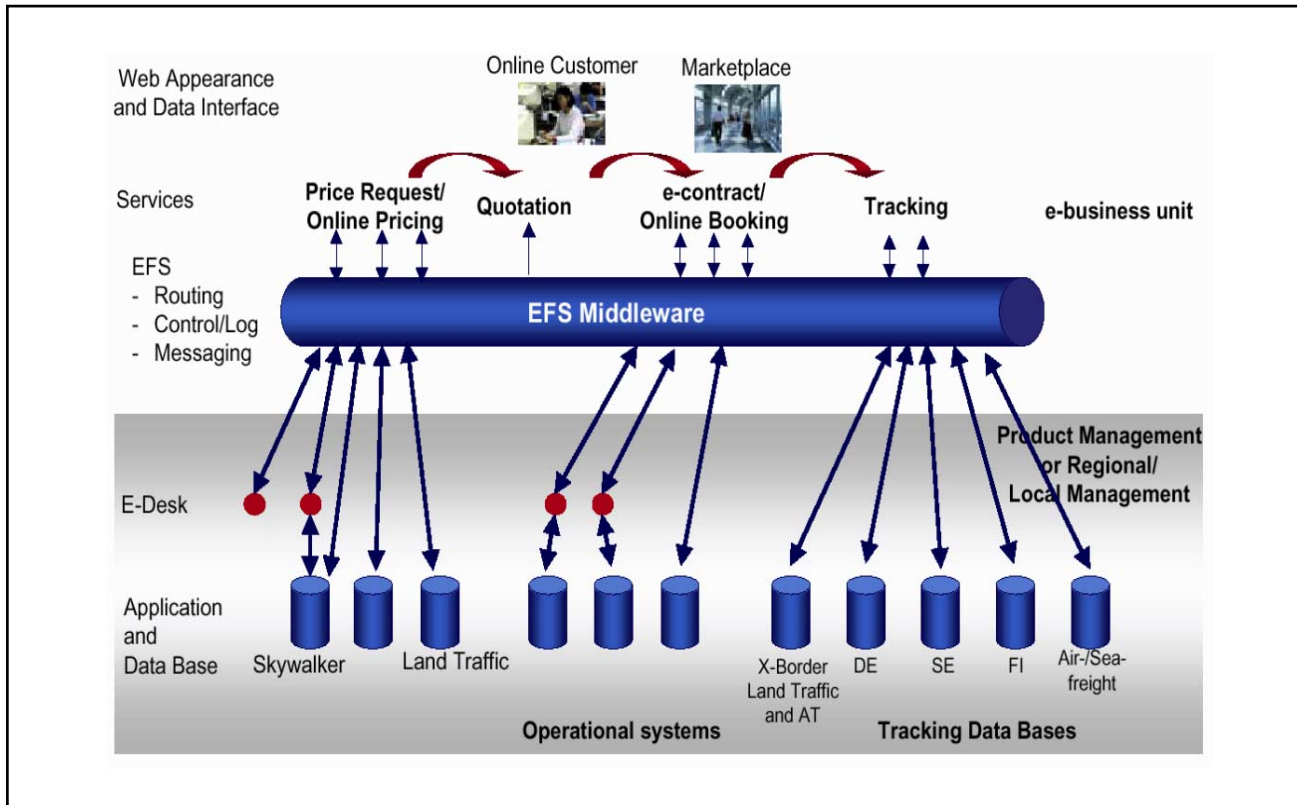 Online Customer
Marketplace
Web Appearance
and Data Interface
Services
Price Request/
Online Pricing
Quotation
e-contract/
Online Booking
Tracking
e-business unit
EFS
- Routing
- Control/Log
- Messaging
EFS Middleware
Product Management
or Regional/
Local Management
E-Desk
Application
and
Data Base
Skywalker
Land Traffic
X-Border
Land Traffic
and AT
DE
SE
FI
Air-/Sea-
freight
Operational systems
Tracking Data Bases